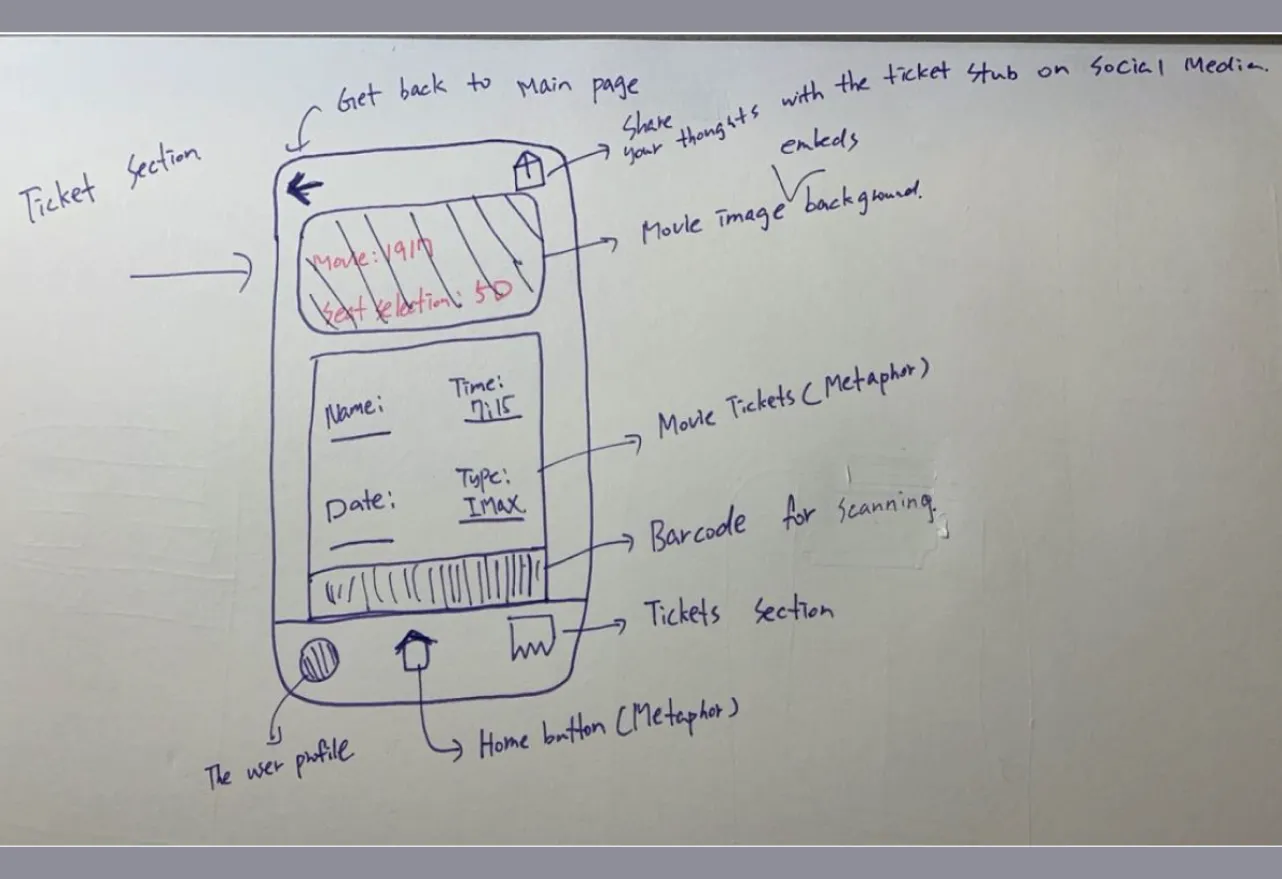 Ticket Section
Get back to Main page
Share
your thoughts with the ticket stub on Social Media.
embeds
Movie image background.
Movie: 1917
Seat Selection: 5D
Name:
Time:
7:15
Date:
Type:
IMAX
Movie Tickets (Metaphor)
Barcode for scanning.
Tickets section
Home button (Metaphor)
The user profile